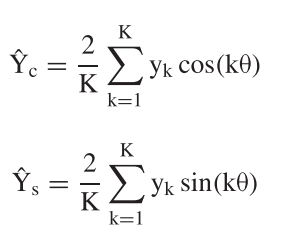 Ŷc = 2/K ∑_{k=1}^{K} yk cos(kθ)
Ŷs = 2/K ∑_{k=1}^{K} yk sin(kθ)